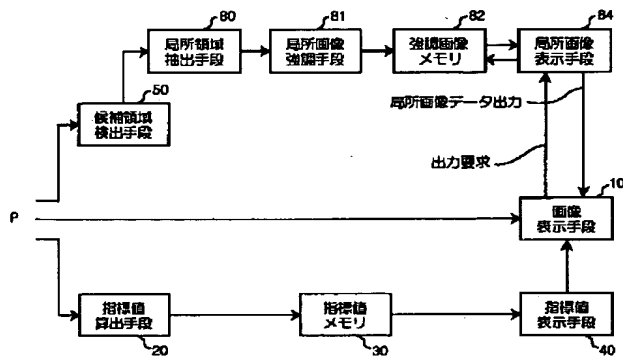 80
局所領域
抽出手段
81
局所画像
強調手段
82
強調画像
メモリ
84
局所画像
表示手段
50
候補領域
検出手段
局所画像データ出力
出力要求
P
10
画像
表示手段
指標値
算出手段
20
指標値
メモリ
30
指標値
表示手段
40